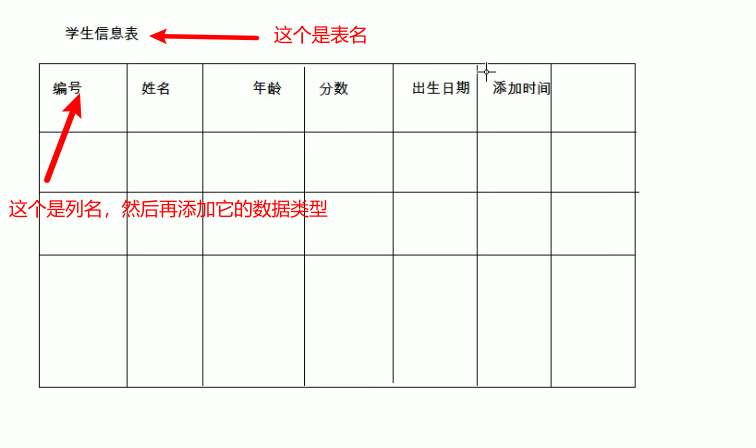 学生信息表
这个是表名
编号 姓名 年龄 分数 出生日期 添加时间
这个是列名，然后再添加它的数据类型